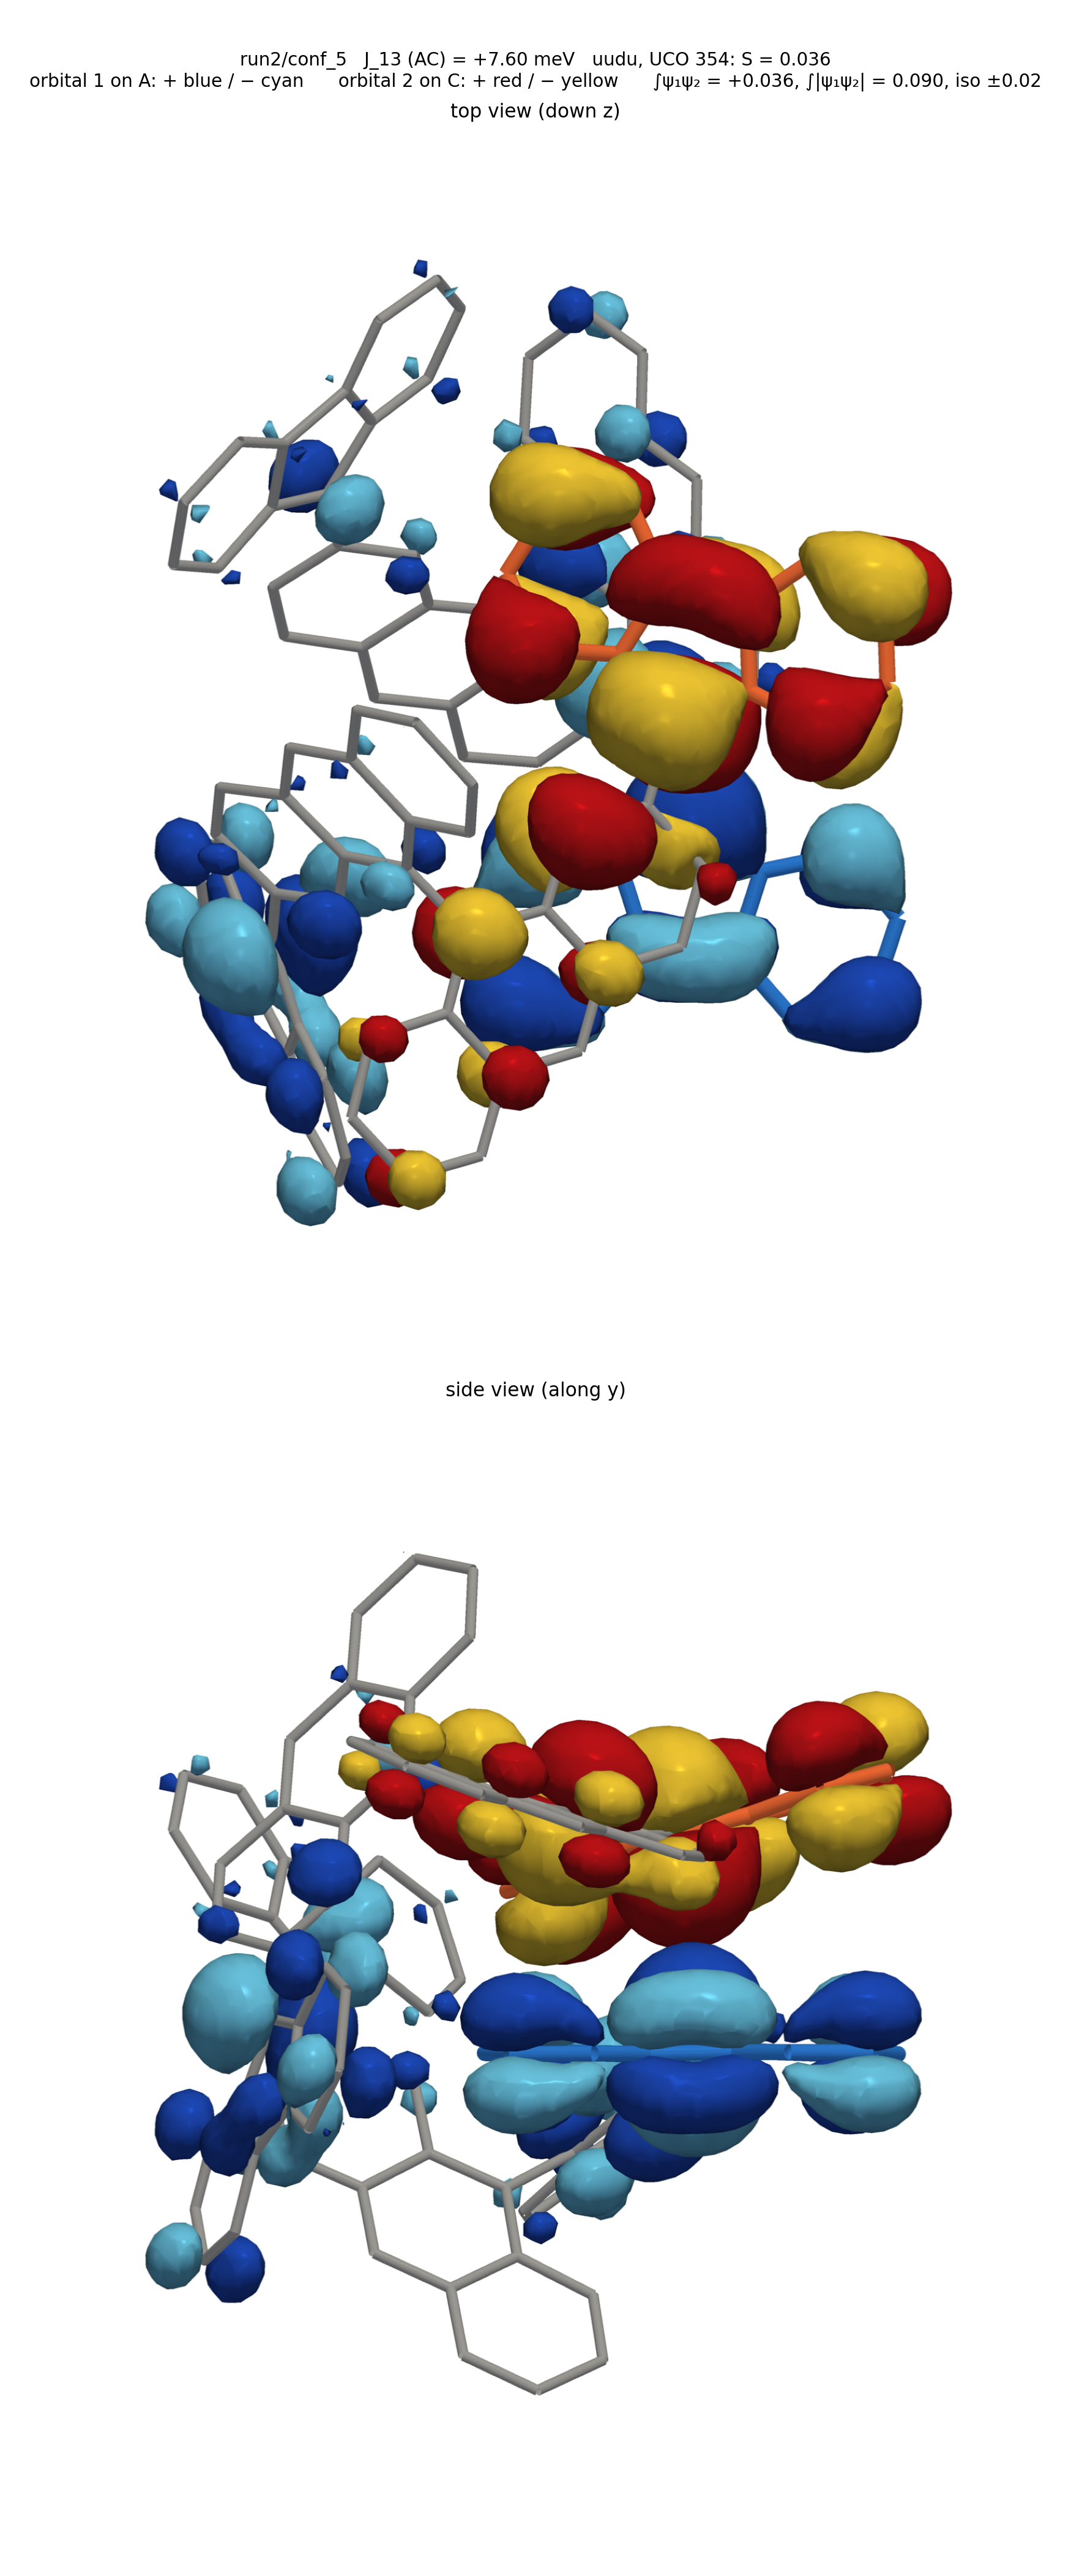 run2/conf_5 J_13 (AC) = +7.60 meV uudu, UCO 354: S = 0.036
orbital 1 on A: + blue / − cyan orbital 2 on C: + red / − yellow ∫ψ₁ψ₂ = +0.036, ∫|ψ₁ψ₂| = 0.090, iso ±0.02
top view (down z)
side view (along y)